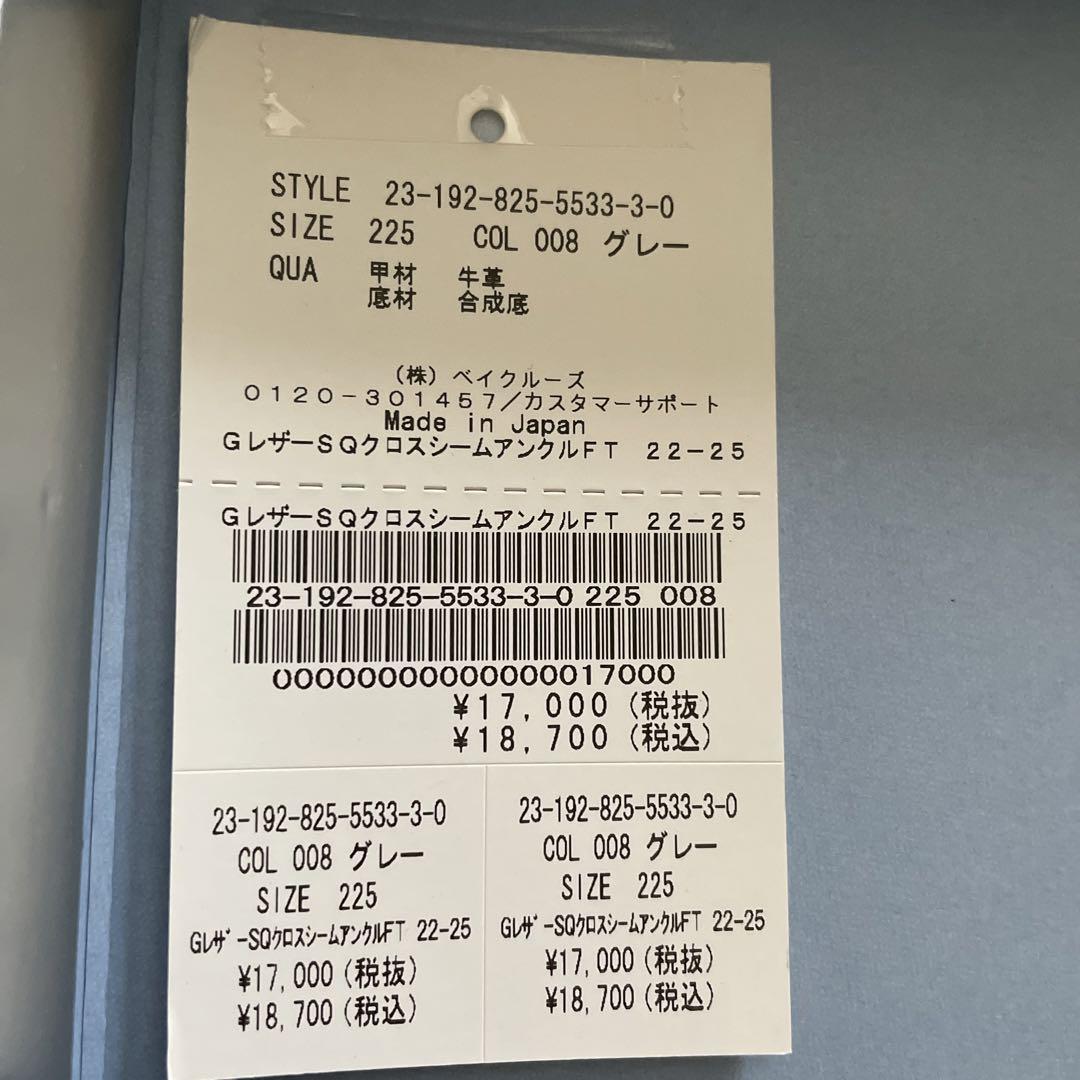 STYLE 23-192-825-5533-3-0
SIZE 225 COL 008 グレー
QUA 甲材 牛革
底材 合成底
(株)ベイクルーズ
0120-301457/カスタマーサポート
Made in Japan
GレザーSQクロスシームアンクルFT 22-25
GレザーSQクロスシームアンクルFT 22-25
23-192-825-5533-3-0 225 008
00000000000000017000
¥17,000(税抜)
¥18,700(税込)
23-192-825-5533-3-0
COL 008 グレー
SIZE 225
Gレザ゛ーSQクロスシームアンクルFT 22-25
¥17,000(税抜)
¥18,700(税込)
23-192-825-5533-3-0
COL 008 グレー
SIZE 225
Gレザ゛ーSQクロスシームアンクルFT 22-25
¥17,000(税抜)
¥18,700(税込)